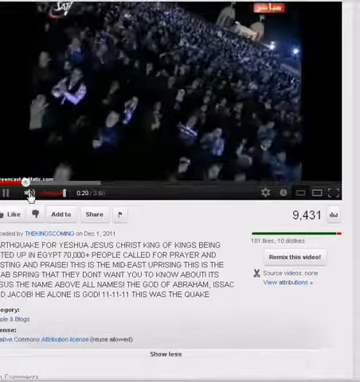 مباشر
0:20 / 3:50
Like
Add to
Share
9,431
loaded by THEKINGSCOMING on Dec 1, 2011
181 likes, 10 dislikes
ARTHQUAKE FOR YESHUA JESUS CHRIST KING OF KINGS BEING
TED UP IN EGYPT 70,000+ PEOPLE CALLED FOR PRAYER AND
STING AND PRAISE! THIS IS THE MID-EAST UPRISING THIS IS THE
AB SPRING THAT THEY DONT WANT YOU TO KNOW ABOUT! ITS
SUS THE NAME ABOVE ALL NAMES! THE GOD OF ABRAHAM, ISSAC
D JACOB! HE ALONE IS GOD! 11-11-11 THIS WAS THE QUAKE
Remix this video!
Source videos: none
View attributions »
egory:
ple & Blogs
ense:
ative Commons Attribution license (reuse allowed)
Show less